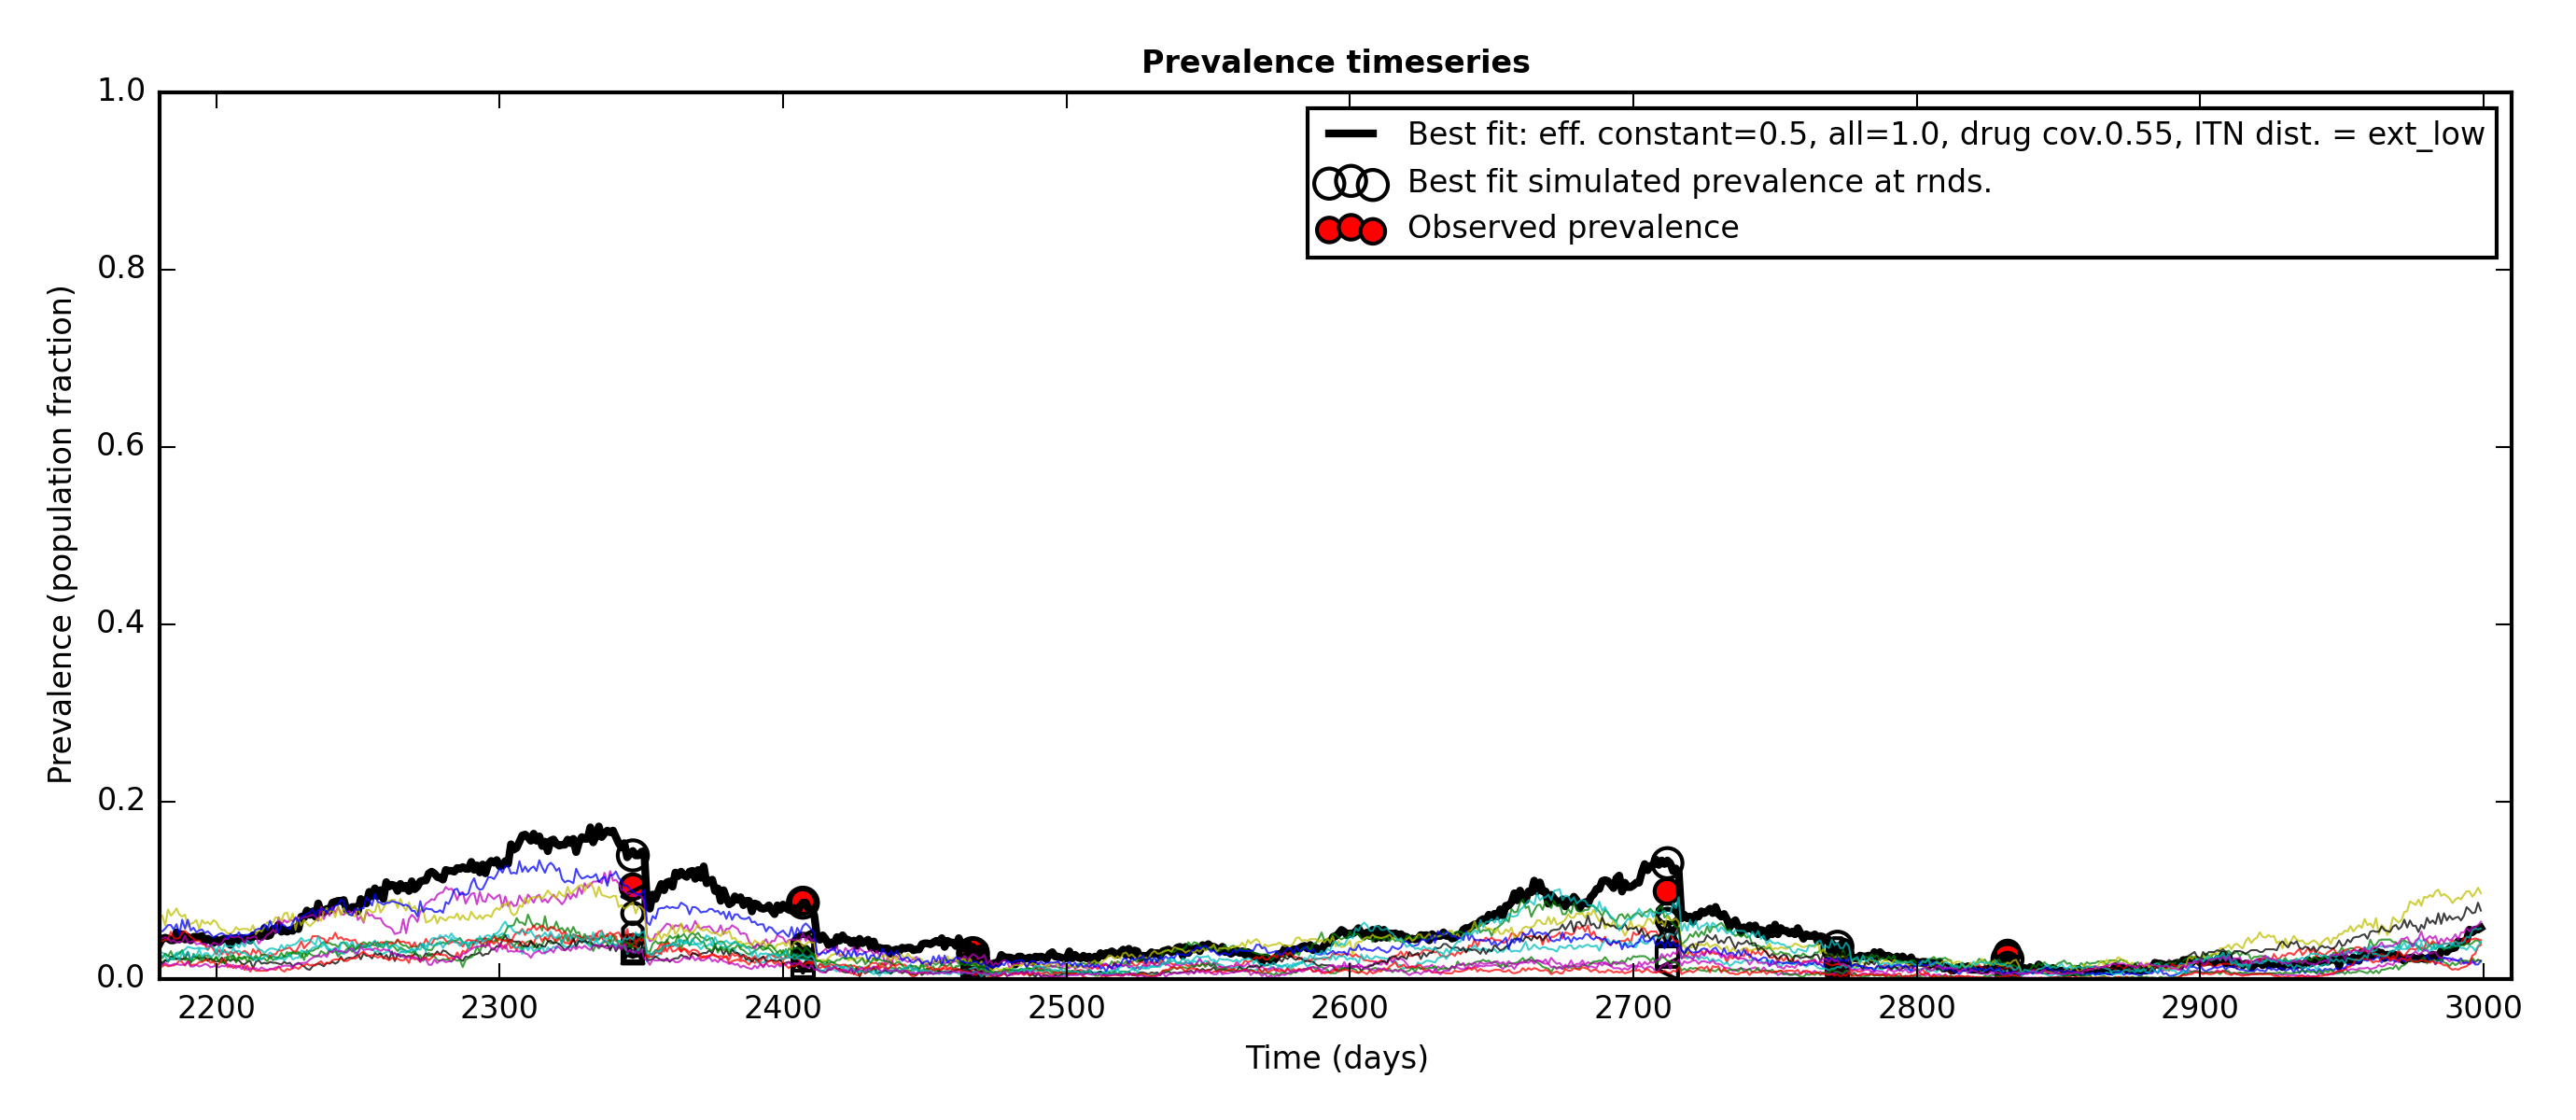 Prevalence timeseries
1.0
0.8
0.6
0.4
0.2
0.0
Prevalence (population fraction)
Best fit: eff. constant=0.5, all=1.0, drug cov.0.55, ITN dist. = ext_low
Best fit simulated prevalence at rnds.
Observed prevalence
2200 2300 2400 2500 2600 2700 2800 2900 3000
Time (days)